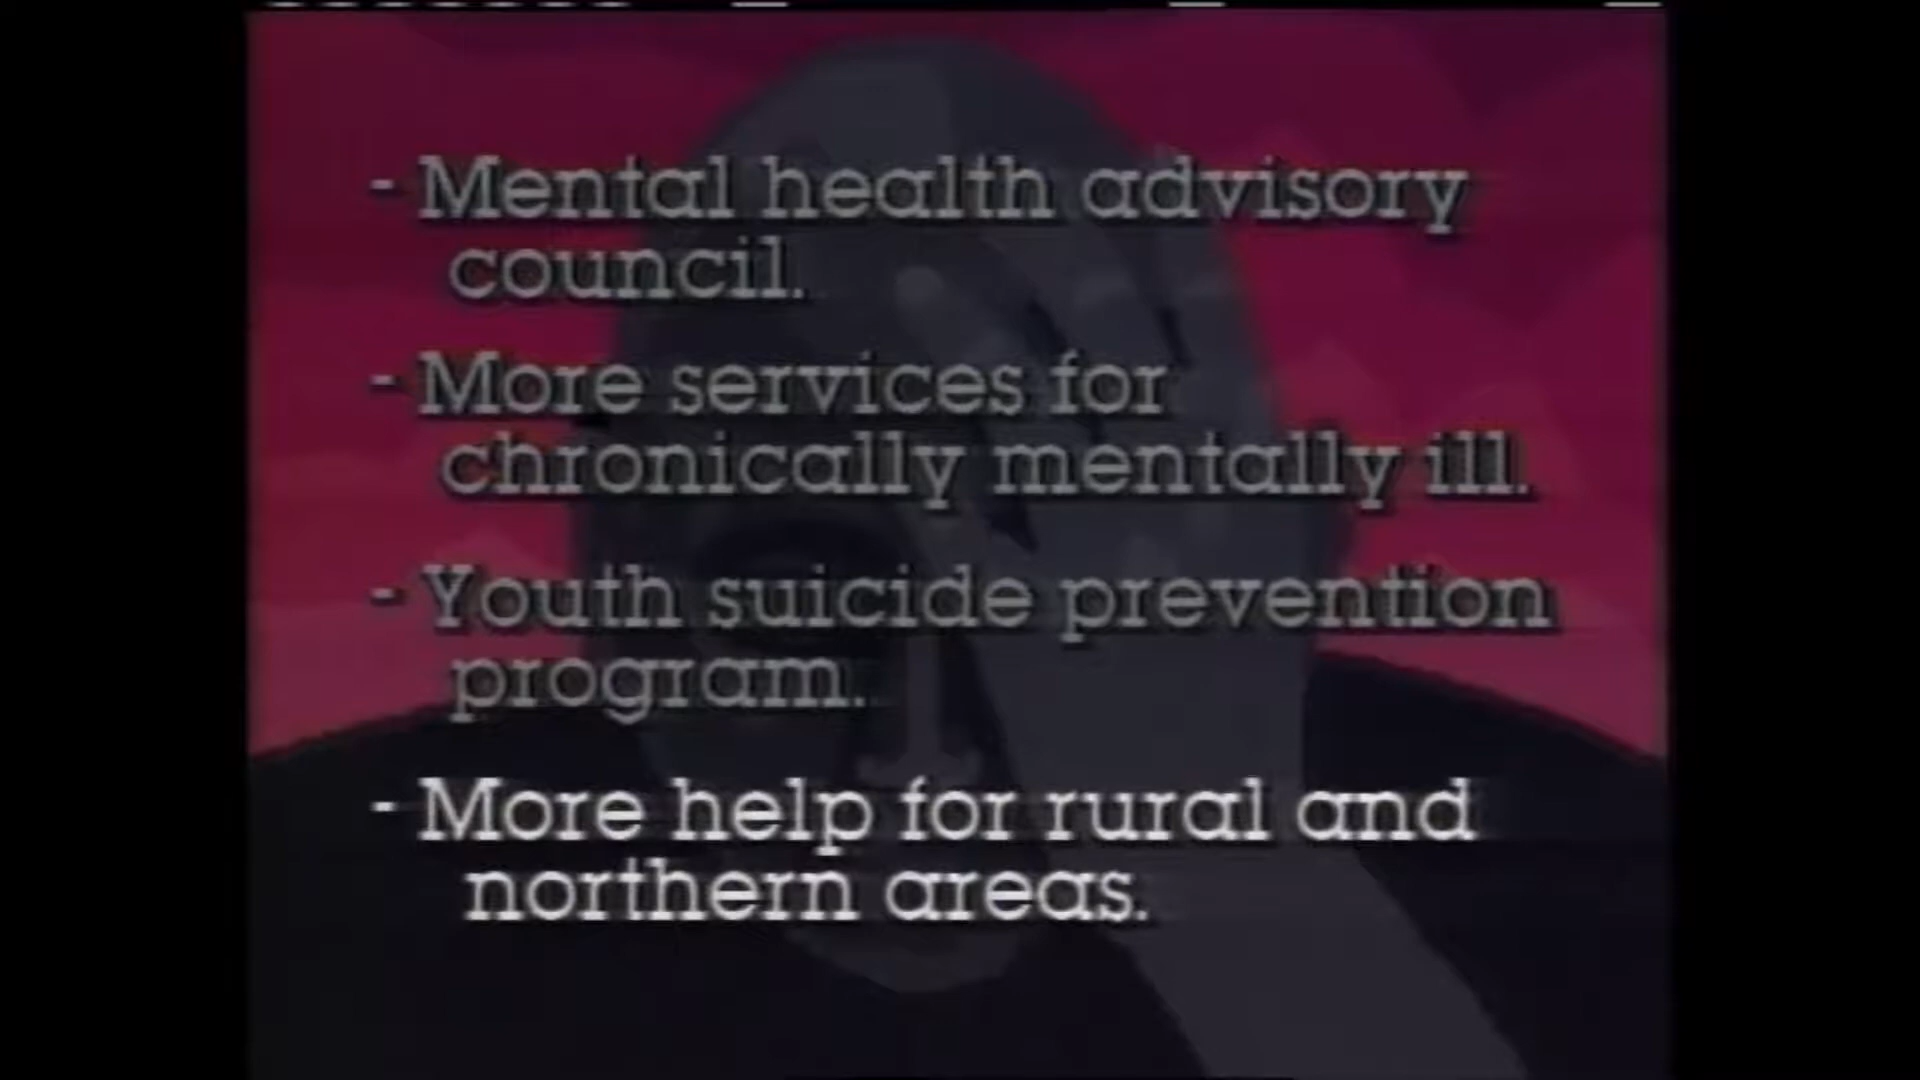 - Mental health advisory
council.
- More services for
chronically mentally ill.
- Youth suicide prevention
program.
- More help for rural and
northern areas.